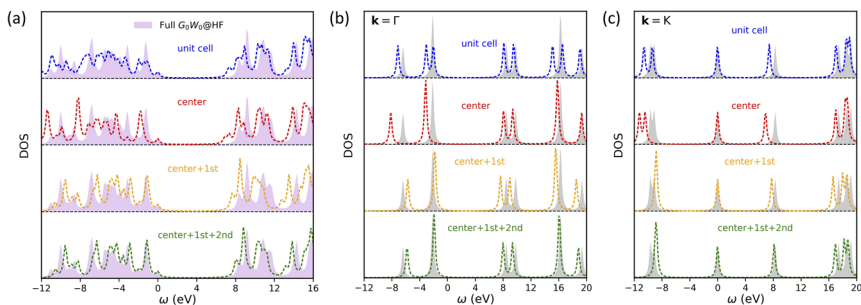 (a)
Full G₀W₀@HF
unit cell
center
center+1st
center+1st+2nd
DOS
−12 −8 −4 0 4 8 12 16
ω (eV)
(b)
k = Γ
unit cell
center
center+1st
center+1st+2nd
DOS
−12 −8 −4 0 4 8 12 16 20
ω (eV)
(c)
k = K
unit cell
center
center+1st
center+1st+2nd
DOS
−12 −8 −4 0 4 8 12 16 20
ω (eV)